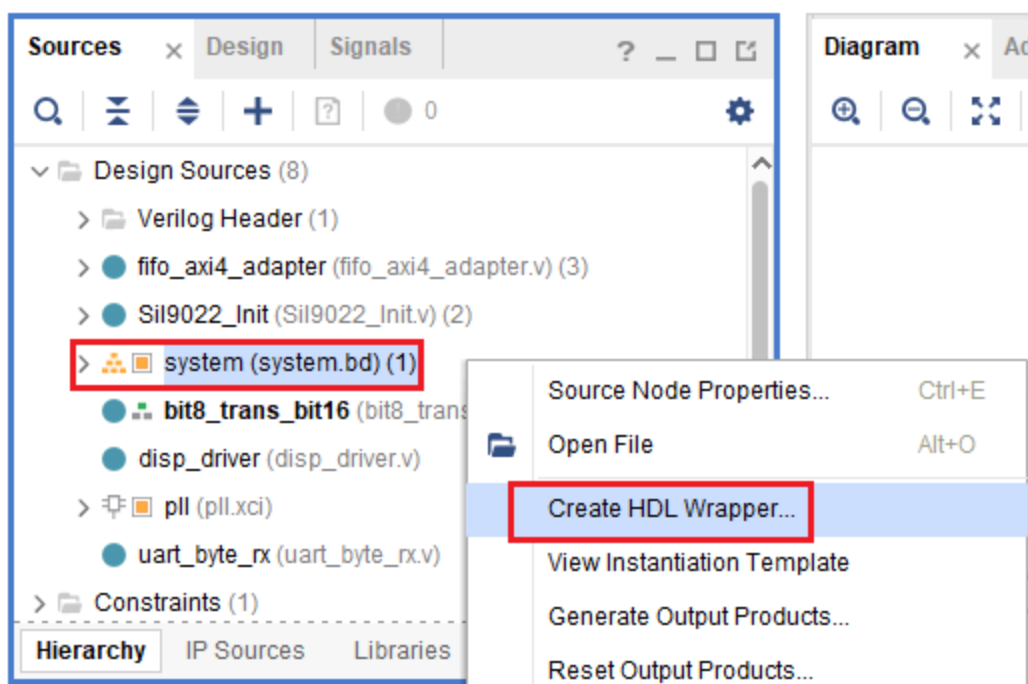 Sources × Design Signals ? Diagram × Ad
0
Design Sources (8)
Verilog Header (1)
fifo_axi4_adapter (fifo_axi4_adapter.v) (3)
SiI9022_Init (SiI9022_Init.v) (2)
system (system.bd) (1)
Source Node Properties... Ctrl+E
bit8_trans_bit16 (bit8_trans
Open File Alt+O
disp_driver (disp_driver.v)
pll (pll.xci)
Create HDL Wrapper...
uart_byte_rx (uart_byte_rx.v)
View Instantiation Template
Constraints (1)
Generate Output Products...
Hierarchy IP Sources Libraries
Reset Output Products...